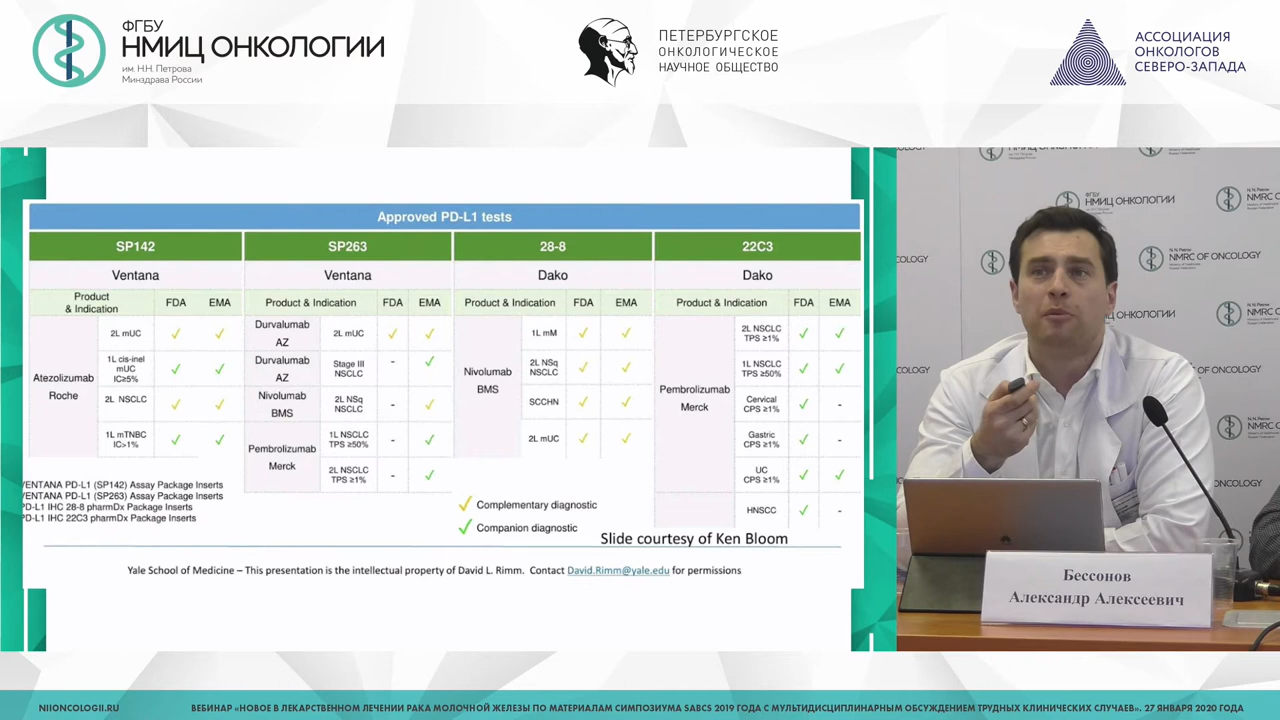 ФГБУ
НМИЦ ОНКОЛОГИИ
им. Н.Н. Петрова
Минздрава России
ПЕТЕРБУРГСКОЕ
ОНКОЛОГИЧЕСКОЕ
НАУЧНОЕ ОБЩЕСТВО
АССОЦИАЦИЯ
ОНКОЛОГОВ
СЕВЕРО-ЗАПАДА
Approved PD-L1 tests
SP142 SP263 28-8 22C3
Ventana Ventana Dako Dako
Product & Indication FDA EMA Product & Indication FDA EMA Product & Indication FDA EMA Product & Indication FDA EMA
Atezolizumab
Roche
2L mUC ✓ ✓
1L cis-inel
mUC
IC≥5% ✓ ✓
2L NSCLC ✓ ✓
1L mTNBC
IC>1% ✓ ✓
Durvalumab
AZ
2L mUC ✓ ✓
Durvalumab
AZ
Stage III
NSCLC - ✓
Nivolumab
BMS
2L NSq
NSCLC - ✓
Pembrolizumab
Merck
1L NSCLC
TPS ≥50% - ✓
2L NSCLC
TPS ≥1% - ✓
Nivolumab
BMS
1L mM ✓ ✓
2L NSq
NSCLC ✓ ✓
SCCHN ✓ ✓
2L mUC ✓ ✓
Pembrolizumab
Merck
2L NSCLC
TPS ≥1% ✓ ✓
1L NSCLC
TPS ≥50% ✓ ✓
Cervical
CPS ≥1% ✓ -
Gastric
CPS ≥1% ✓ -
UC
CPS ≥1% ✓ ✓
HNSCC ✓ -
VENTANA PD-L1 (SP142) Assay Package Inserts
VENTANA PD-L1 (SP263) Assay Package Inserts
PD-L1 IHC 28-8 pharmDx Package Inserts
PD-L1 IHC 22C3 pharmDx Package Inserts
✓ Complementary diagnostic
✓ Companion diagnostic
Slide courtesy of Ken Bloom
Yale School of Medicine – This presentation is the intellectual property of David L. Rimm. Contact David.Rimm@yale.edu for permissions
НМИЦ ОНКОЛОГИИ
NMRC OF ONCOLOGY
Бессонов
Александр Алексеевич
NIIONCOLOGII.RU
ВЕБИНАР «НОВОЕ В ЛЕКАРСТВЕННОМ ЛЕЧЕНИИ РАКА МОЛОЧНОЙ ЖЕЛЕЗЫ ПО МАТЕРИАЛАМ СИМПОЗИУМА SABCS 2019 ГОДА С МУЛЬТИДИСЦИПЛИНАРНЫМ ОБСУЖДЕНИЕМ ТРУДНЫХ КЛИНИЧЕСКИХ СЛУЧАЕВ». 27 ЯНВАРЯ 2020 ГОДА